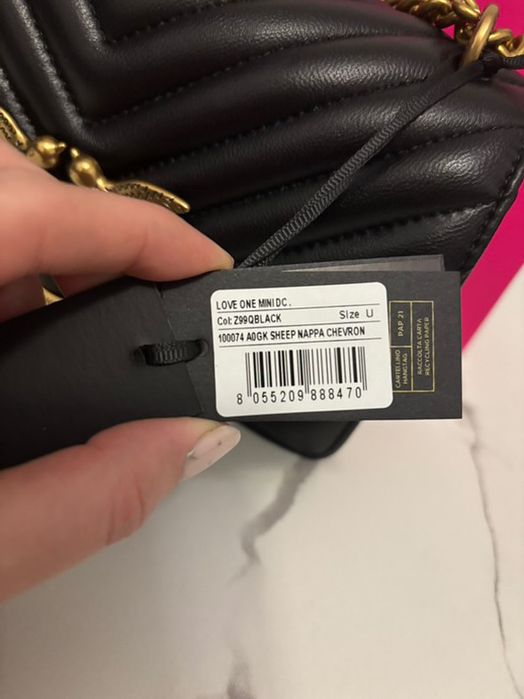 LOVE ONE MINI DC .
Col: Z99QBLACK Size U
100074 A0GK SHEEP NAPPA CHEVRON
8 055209 888470
CARTELLINO
HANGTAG
PAP 21
RACCOLTA CARTA
RECYCLING PAPER